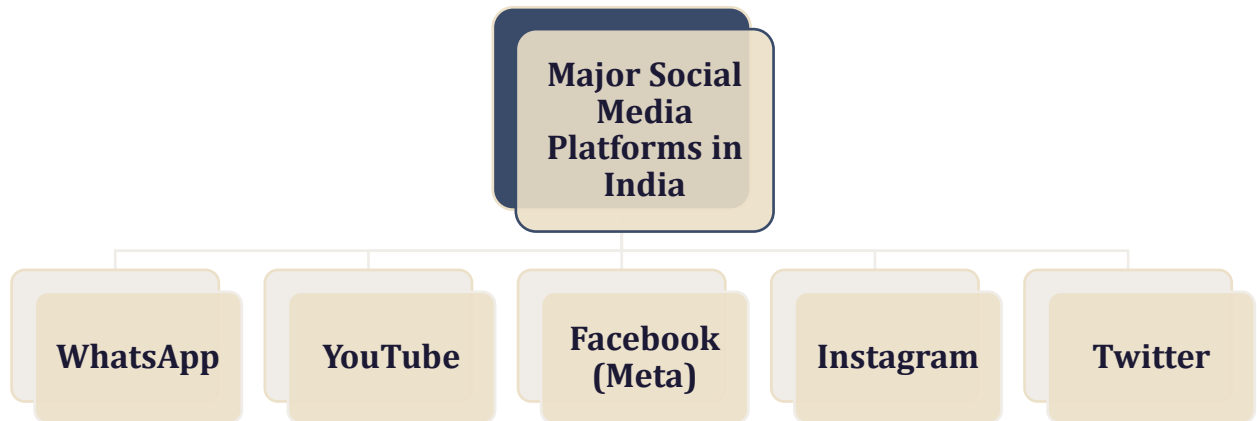 Major Social
Media
Platforms in
India
WhatsApp
YouTube
Facebook
(Meta)
Instagram
Twitter